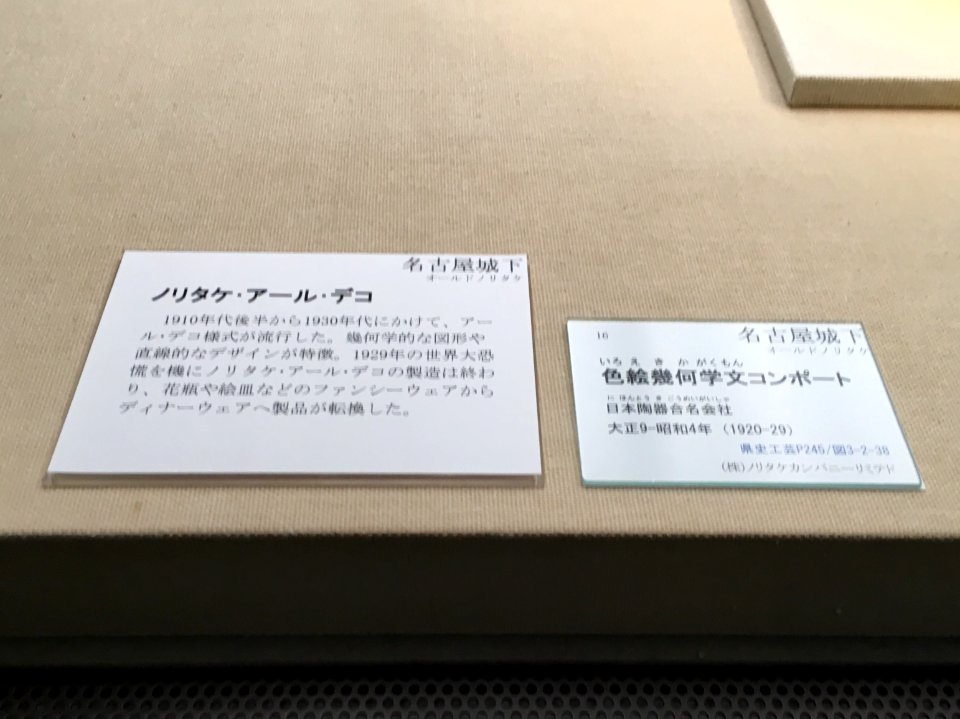 名古屋城下
オールドノリタケ
ノリタケ・アール・デコ
1910年代後半から1930年代にかけて、アー
ル・デコ様式が流行した。幾何学的な図形や
直線的なデザインが特徴。1929年の世界大恐
慌を機にノリタケ・アール・デコの製造は終わ
り、花瓶や絵皿などのファンシーウェアから
ディナーウェアへ製品が転換した。
16
名古屋城下
オールドノリタケ
いろえきかがくもん
色絵幾何学文コンポート
にほんとうきごうめいがいしゃ
日本陶器合名会社
大正9-昭和4年（1920-29）
県史工芸P245/図3-2-38
（株）ノリタケカンパニーリミテド